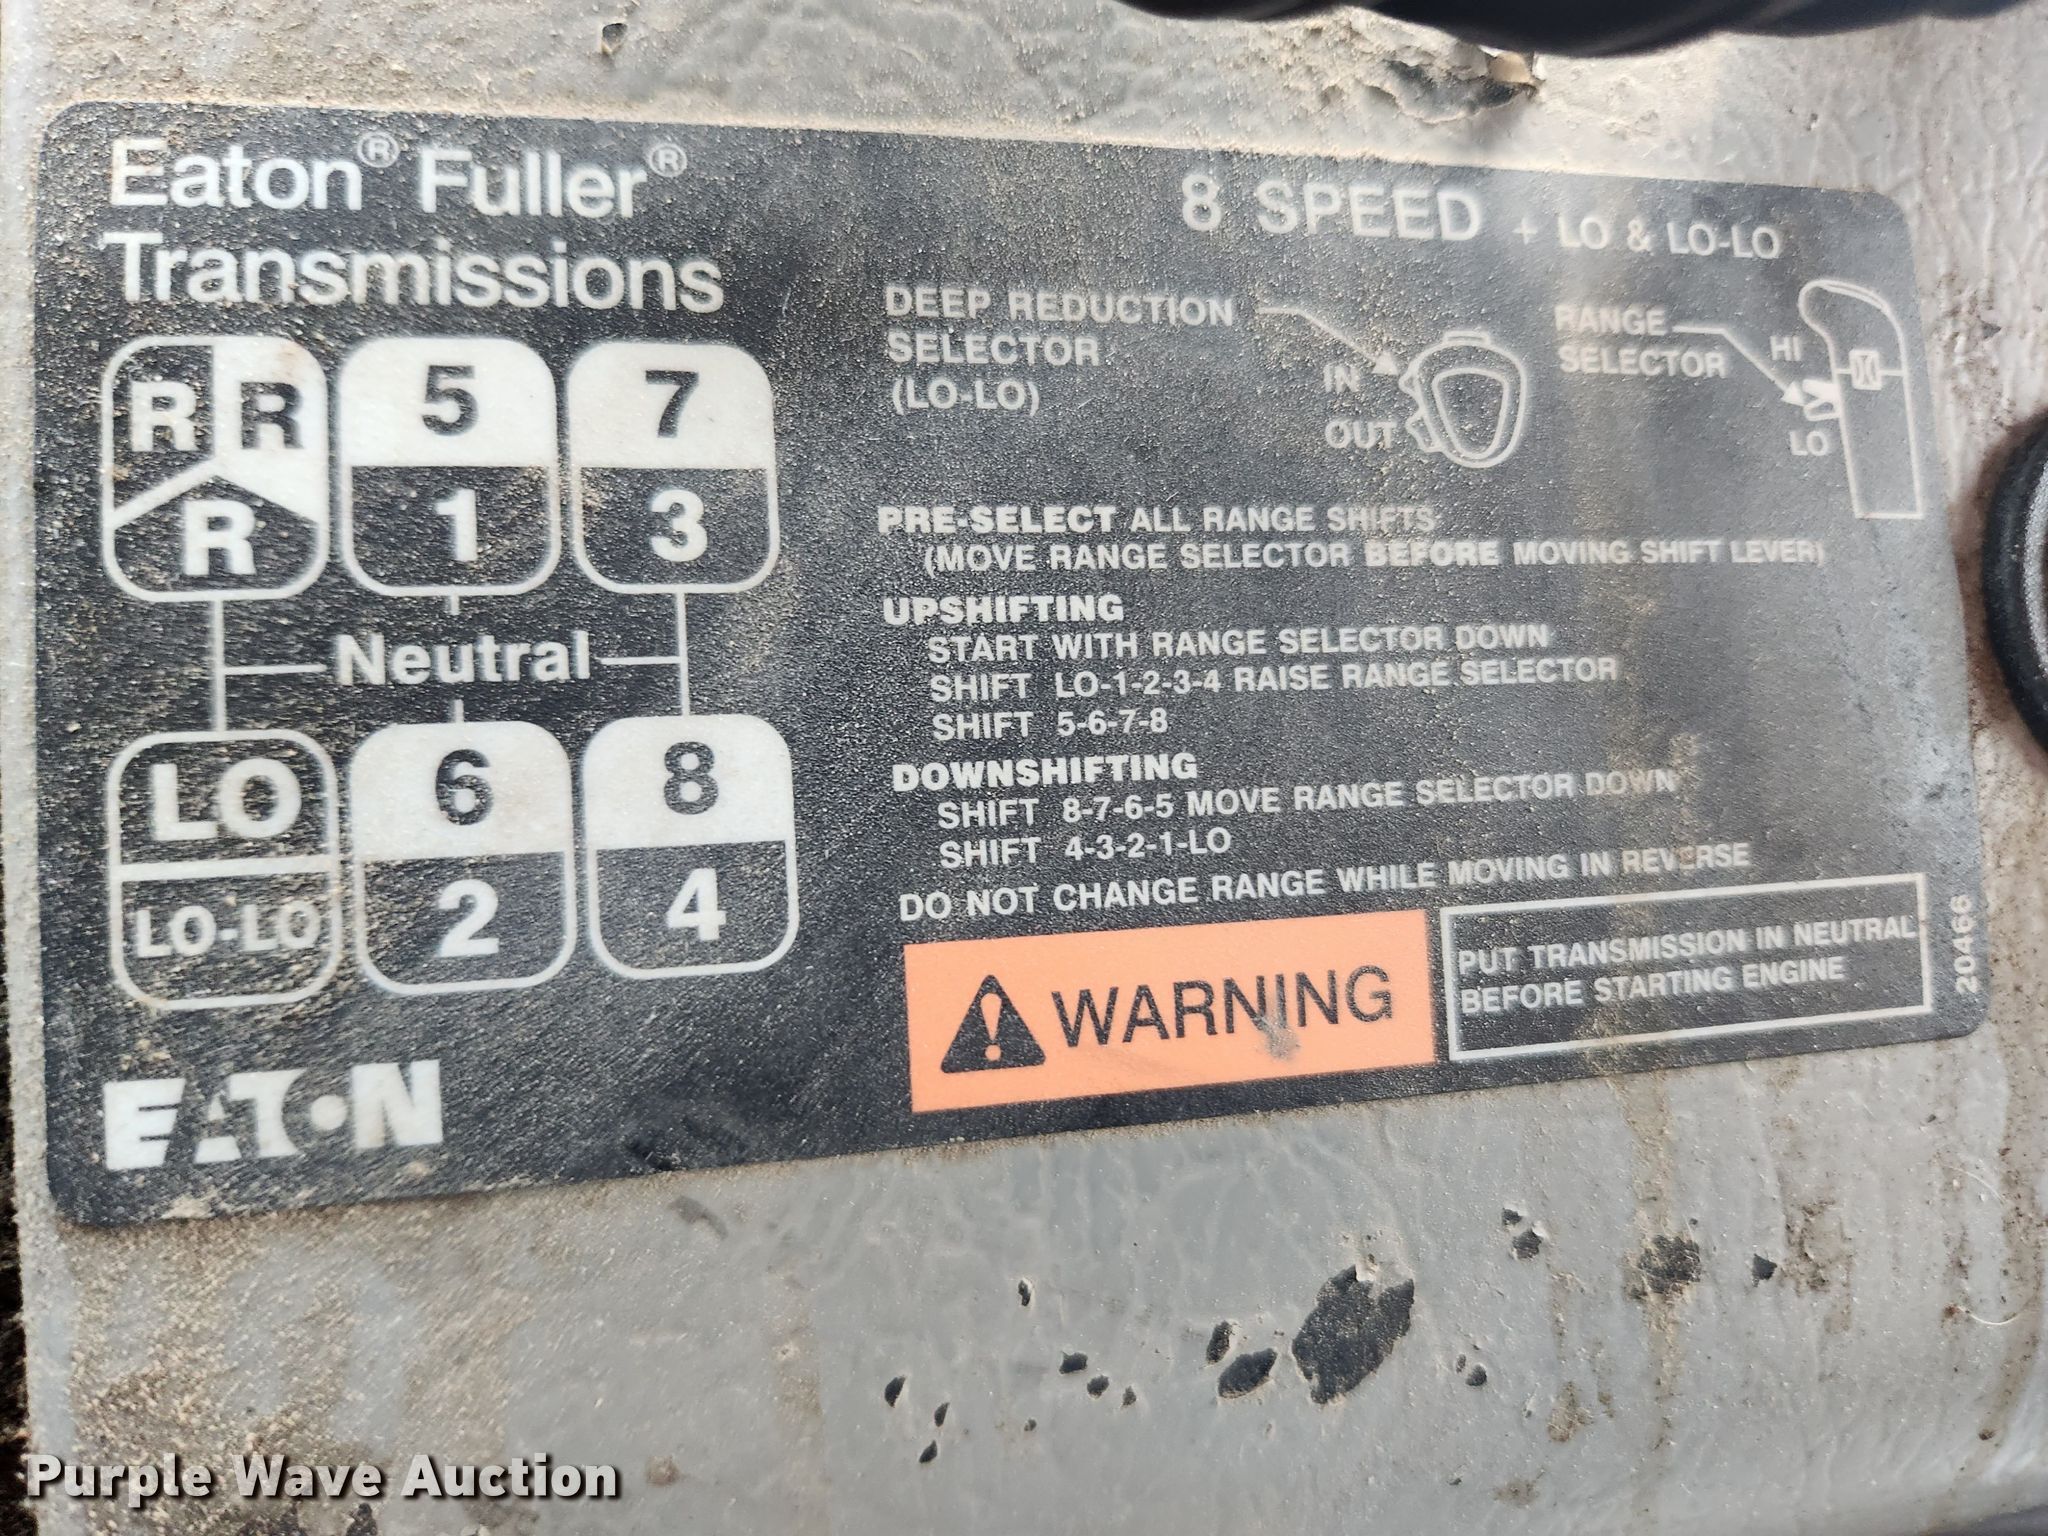 Eaton® Fuller®
Transmissions
8 SPEED + LO & LO-LO
R R
R
5
1
7
3
Neutral
LO
LO-LO
6
2
8
4
EATON
DEEP REDUCTION
SELECTOR
(LO-LO)
IN
OUT
RANGE
SELECTOR
HI
LO
PRE-SELECT ALL RANGE SHIFTS
(MOVE RANGE SELECTOR BEFORE MOVING SHIFT LEVER)
UPSHIFTING
START WITH RANGE SELECTOR DOWN
SHIFT LO-1-2-3-4 RAISE RANGE SELECTOR
SHIFT 5-6-7-8
DOWNSHIFTING
SHIFT 8-7-6-5 MOVE RANGE SELECTOR DOWN
SHIFT 4-3-2-1-LO
DO NOT CHANGE RANGE WHILE MOVING IN REVERSE
WARNING
PUT TRANSMISSION IN NEUTRAL
BEFORE STARTING ENGINE
20466
Purple Wave Auction